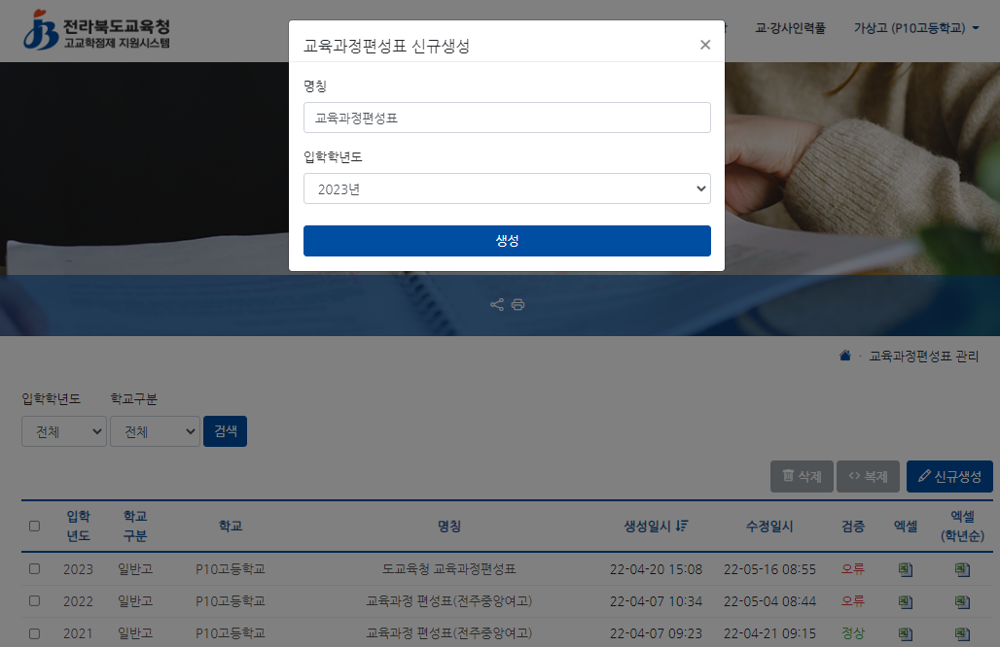 전라북도교육청
고교학점제 지원시스템
교·강사인력풀
가상고 (P10고등학교)
교육과정편성표 신규생성
×
명칭
교육과정편성표
입학학년도
2023년
생성
교육과정편성표 관리
입학학년도 학교구분
전체 전체 검색
삭제 복제 신규생성
입학
년도
학교
구분
학교
명칭
생성일시
수정일시
검증
엑셀
엑셀
(학년순)
2023 일반고 P10고등학교 도교육청 교육과정편성표 22-04-20 15:08 22-05-16 08:55 오류
2022 일반고 P10고등학교 교육과정 편성표(전주중앙여고) 22-04-07 10:34 22-05-04 08:44 오류
2021 일반고 P10고등학교 교육과정 편성표(전주중앙여고) 22-04-07 09:23 22-04-21 09:15 정상